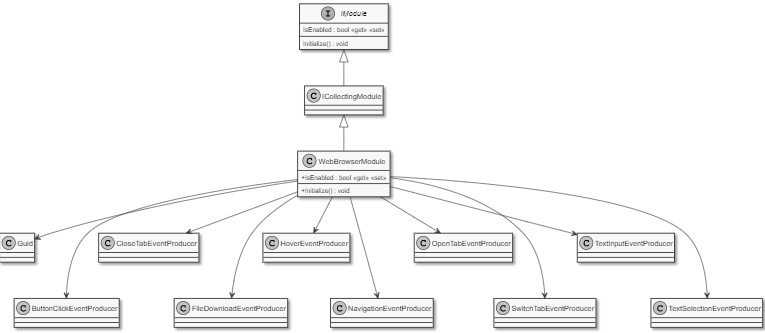 I IModule
IsEnabled : bool «get» «set»
Initialize() : void
C ICollectingModule
C WebBrowserModule
+IsEnabled : bool «get» «set»
+Initialize() : void
C Guid
C CloseTabEventProducer
C HoverEventProducer
C OpenTabEventProducer
C TextInputEventProducer
C ButtonClickEventProducer
C FileDownloadEventProducer
C NavigationEventProducer
C SwitchTabEventProducer
C TextSelectionEventProducer